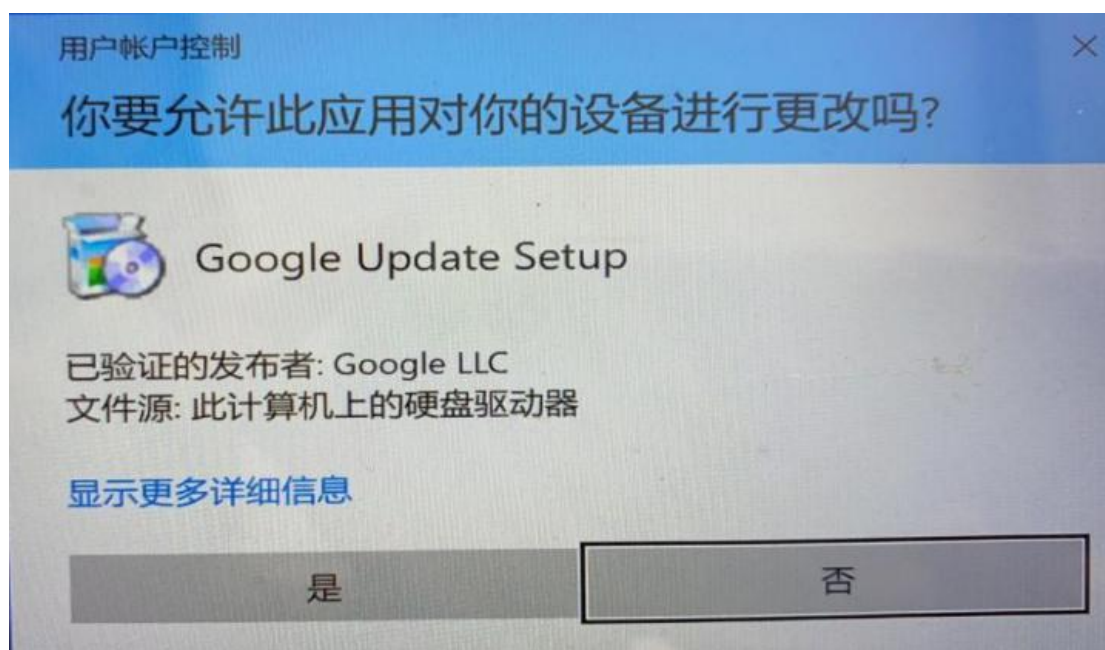 用户帐户控制
你要允许此应用对你的设备进行更改吗?
Google Update Setup
已验证的发布者: Google LLC
文件源: 此计算机上的硬盘驱动器
显示更多详细信息
是
否